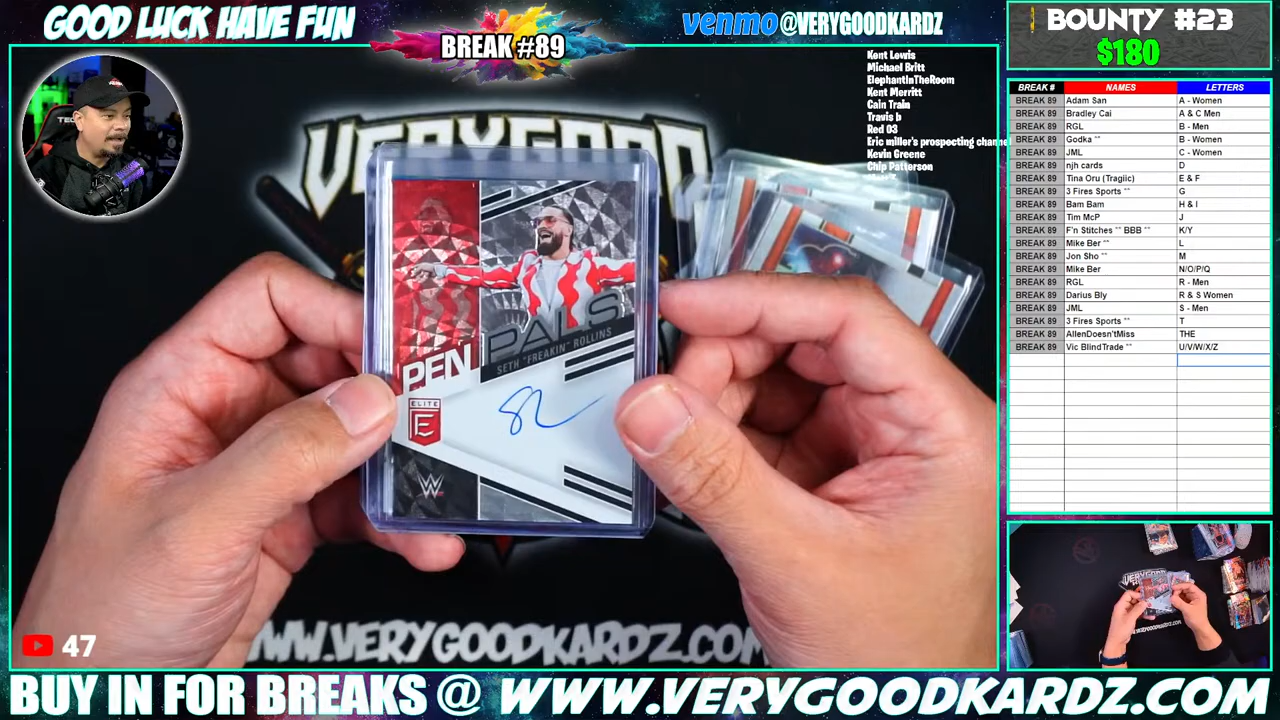 GOOD LUCK HAVE FUN
BREAK #89
venmo @VERYGOODKARDZ
BOUNTY #23
$180
Kent Lewis
Michael Britt
ElephantInTheRoom
Kent Merritt
Cain Train
Travis b
Red 03
Eric miller's prospecting channe
Kevin Greene
Chip Patterson
BREAK # NAMES LETTERS
BREAK 89 Adam San A - Women
BREAK 89 Bradley Cai A & C Men
BREAK 89 RGL B - Men
BREAK 89 Godka ** B - Women
BREAK 89 JML C - Women
BREAK 89 njh cards D
BREAK 89 Tina Oru (Tragiic) E & F
BREAK 89 3 Fires Sports ** G
BREAK 89 Bam Bam H & I
BREAK 89 Tim McP J
BREAK 89 F'n Stitches ** BBB ** K/Y
BREAK 89 Mike Ber ** L
BREAK 89 Jon Sho ** M
BREAK 89 Mike Ber N/O/P/Q
BREAK 89 RGL R - Men
BREAK 89 Darius Bly R & S Women
BREAK 89 JML S - Men
BREAK 89 3 Fires Sports ** T
BREAK 89 AllenDoesn'tMiss THE
BREAK 89 Vic BlindTrade ** U/V/W/X/Z
VERYGOOD
PEN PALS
SETH "FREAKIN" ROLLINS
ELITE
E
W
WWW.VERYGOODKARDZ.COM
47
BUY IN FOR BREAKS @ WWW.VERYGOODKARDZ.COM